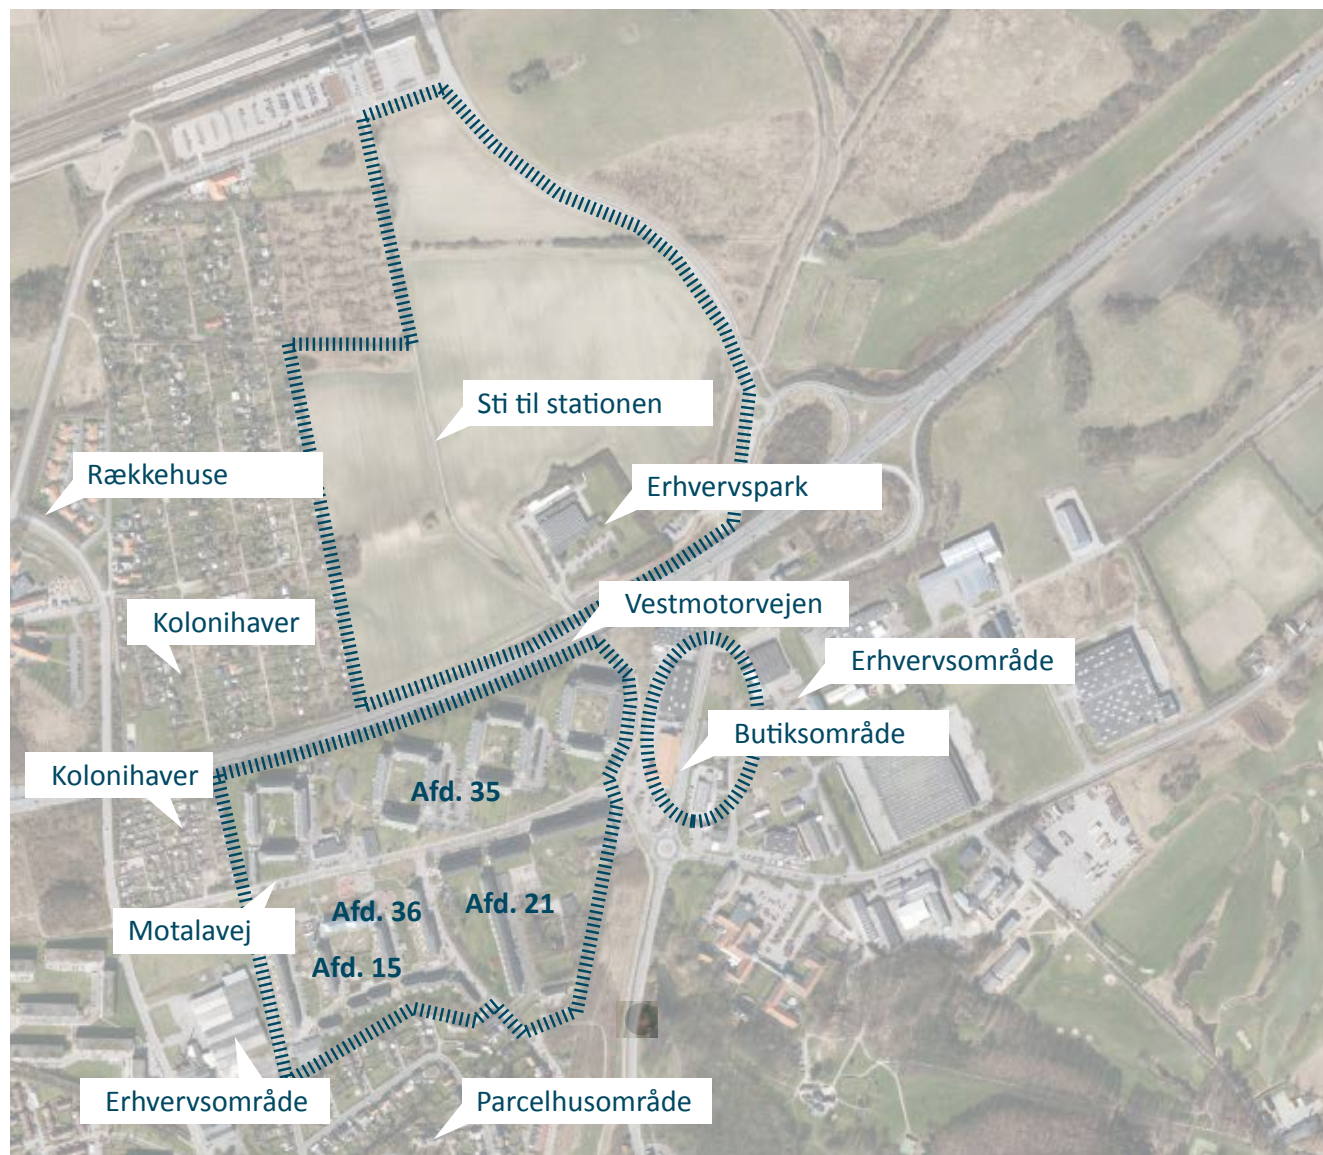 Sti til stationen
Rækkehuse
Erhvervspark
Vestmotorvejen
Kolonihaver
Erhvervsområde
Butiksområde
Kolonihaver
Afd. 35
Afd. 36
Afd. 21
Motalavej
Afd. 15
Erhvervsområde
Parcelhusområde